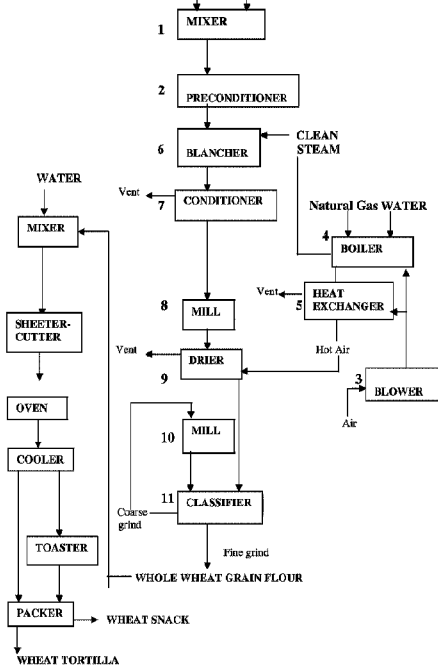 1
MIXER
2
PRECONDITIONER
6
BLANCHER
CLEAN
STEAM
WATER
Vent
7
CONDITIONER
Natural Gas WATER
MIXER
4
BOILER
Vent
5
HEAT
EXCHANGER
8
MILL
SHEETER-
CUTTER
Vent
9
DRIER
Hot Air
3
BLOWER
Air
OVEN
10
MILL
COOLER
11
CLASSIFIER
Coarse
grind
TOASTER
Fine grind
WHOLE WHEAT GRAIN FLOUR
PACKER
WHEAT SNACK
WHEAT TORTILLA